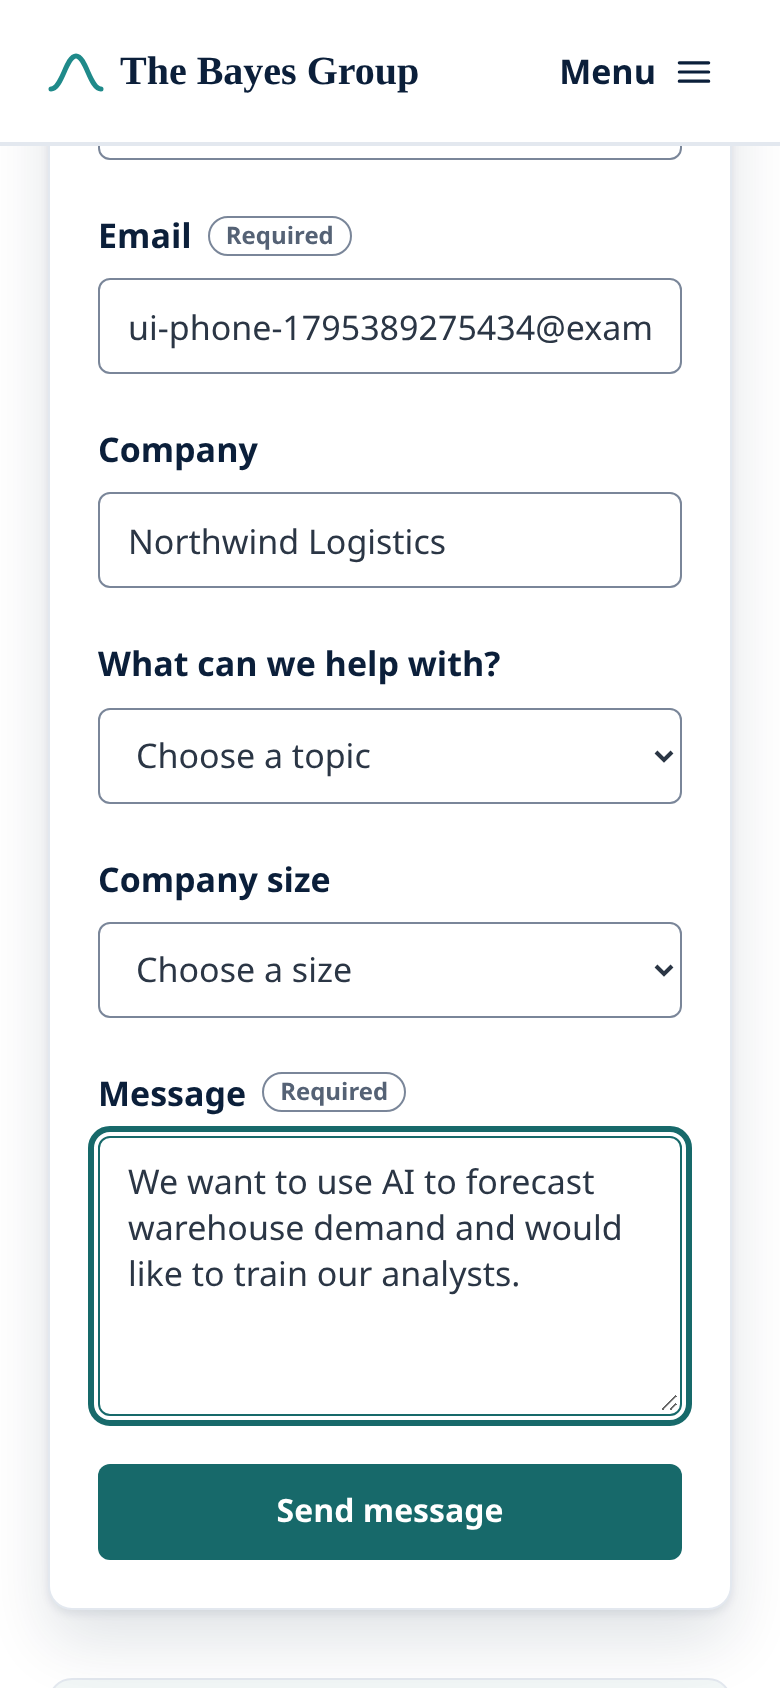 The Bayes Group
Menu
Email Required
ui-phone-1795389275434@exam
Company
Northwind Logistics
What can we help with?
Choose a topic
Company size
Choose a size
Message Required
We want to use AI to forecast
warehouse demand and would
like to train our analysts.
Send message